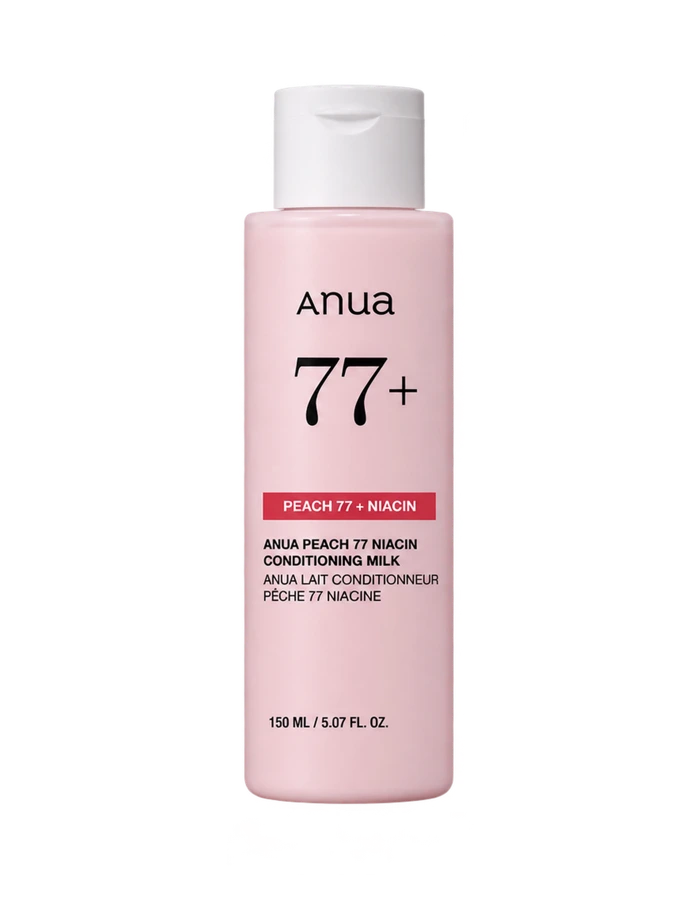 Anua
77+
PEACH 77 + NIACIN
ANUA PEACH 77 NIACIN
CONDITIONING MILK
ANUA LAIT CONDITIONNEUR
PÊCHE 77 NIACINE
150 ML / 5.07 FL. OZ.